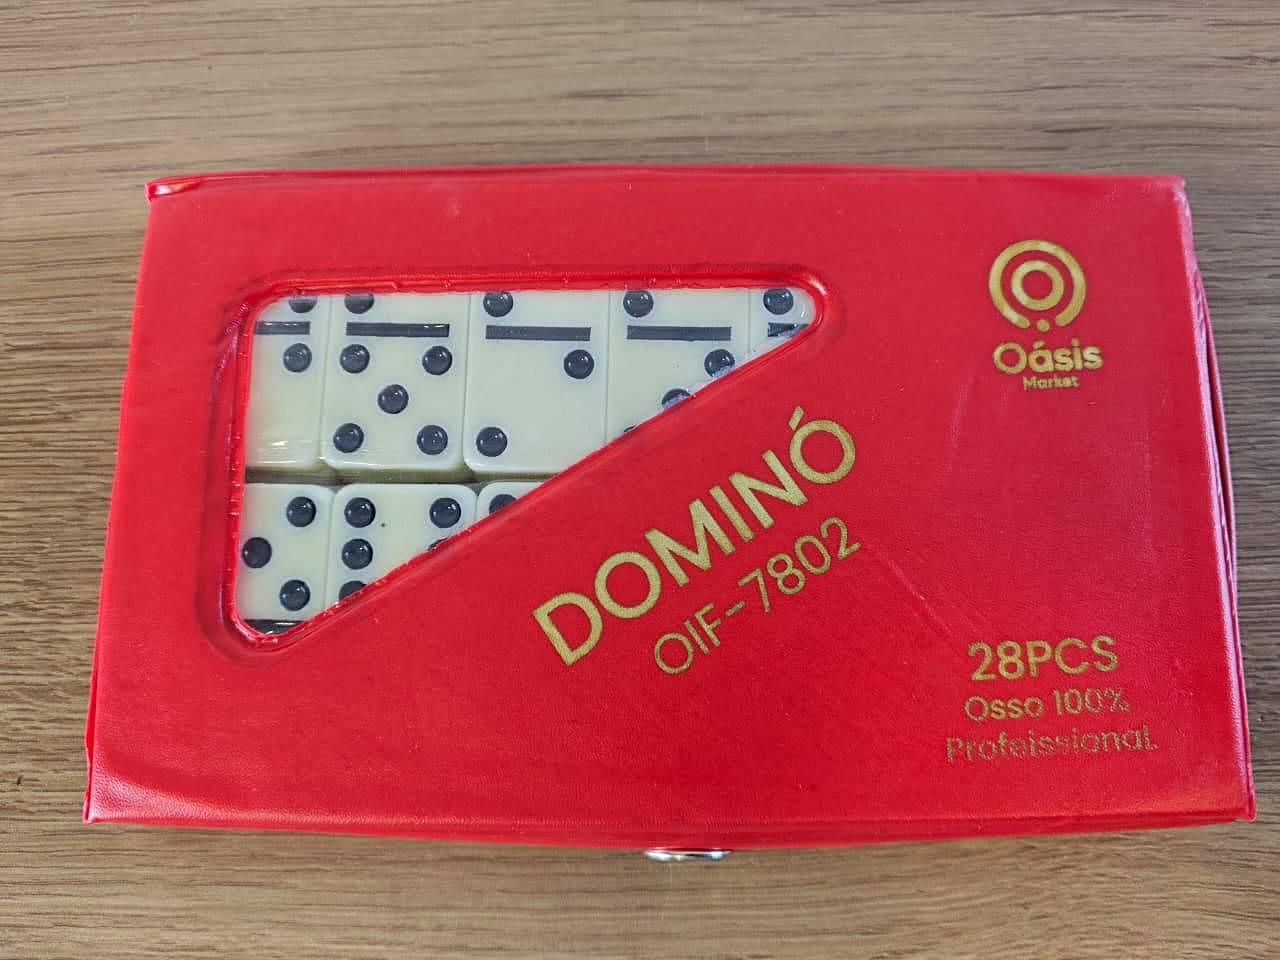 Oásis
Market
DOMINÓ
OIF-7802
28PCS
Osso 100%
Profeissional